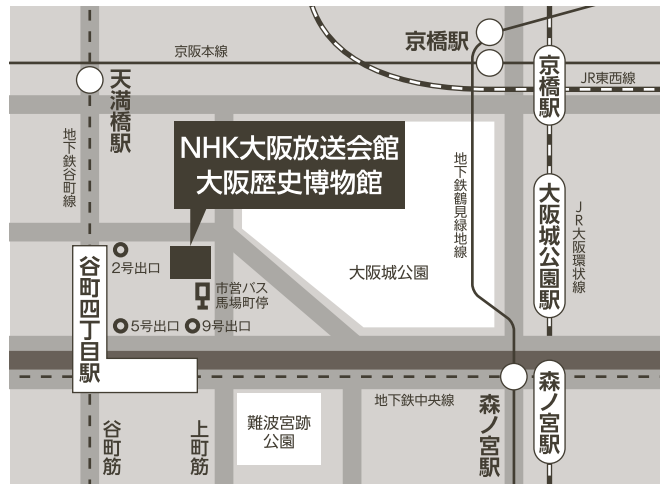 京橋駅
京阪本線
京橋駅
JR東西線
天満橋駅
地下鉄谷町線
NHK大阪放送会館
大阪歴史博物館
地下鉄鶴見緑地線
大阪城公園駅
JR大阪環状線
2号出口
谷町四丁目駅
市営バス
馬場町停
大阪城公園
5号出口
9号出口
地下鉄中央線
森ノ宮駅
森ノ宮駅
谷町筋
上町筋
難波宮跡
公園